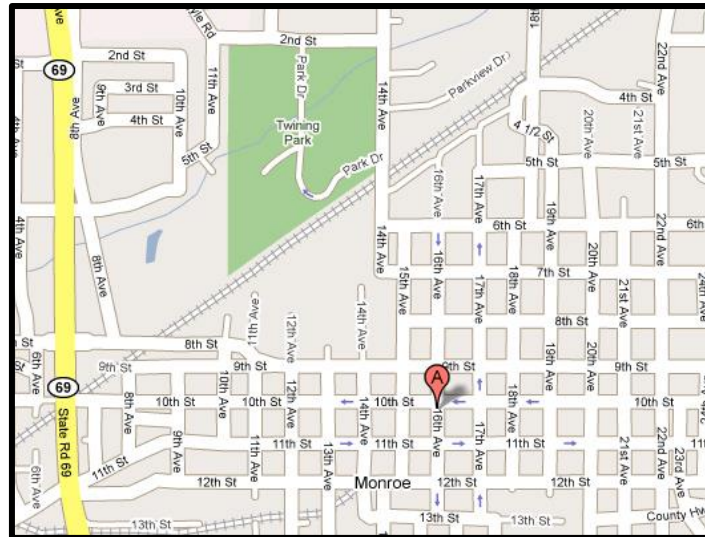 2nd St
2nd St
69
3rd St
4th St
9th Ave
8th Ave
10th Ave
11th Ave
5th St
Park Dr
Twining
Park
Park Dr
14th Ave
Parkview Dr
18th
22nd Ave
4th St
4 1/2 St
20th Ave
21st Ave
5th St
5th St
16th Ave
17th Ave
19th Ave
22nd Ave
4th Ave
8th Ave
14th Ave
6th St
6th
15th Ave
16th Ave
17th Ave
18th Ave
7th St
20th Ave
21st Ave
24th Ave
8th St
8th St
11th Ave
12th Ave
14th Ave
6th Ave
9th St
9th St
9th St
9th St
19th Ave
20th Ave
69
A
10th St
10th St
10th St
10th St
8th Ave
10th Ave
12th Ave
14th Ave
16th Ave
18th Ave
State Rd 69
9th Ave
11th Ave
13th Ave
11th St
11th St
11th St
17th Ave
21st Ave
22nd Ave
23rd Ave
6th Ave
12th St
Monroe
12th St
12th St
13th St
13th St
13th St
County Hwy